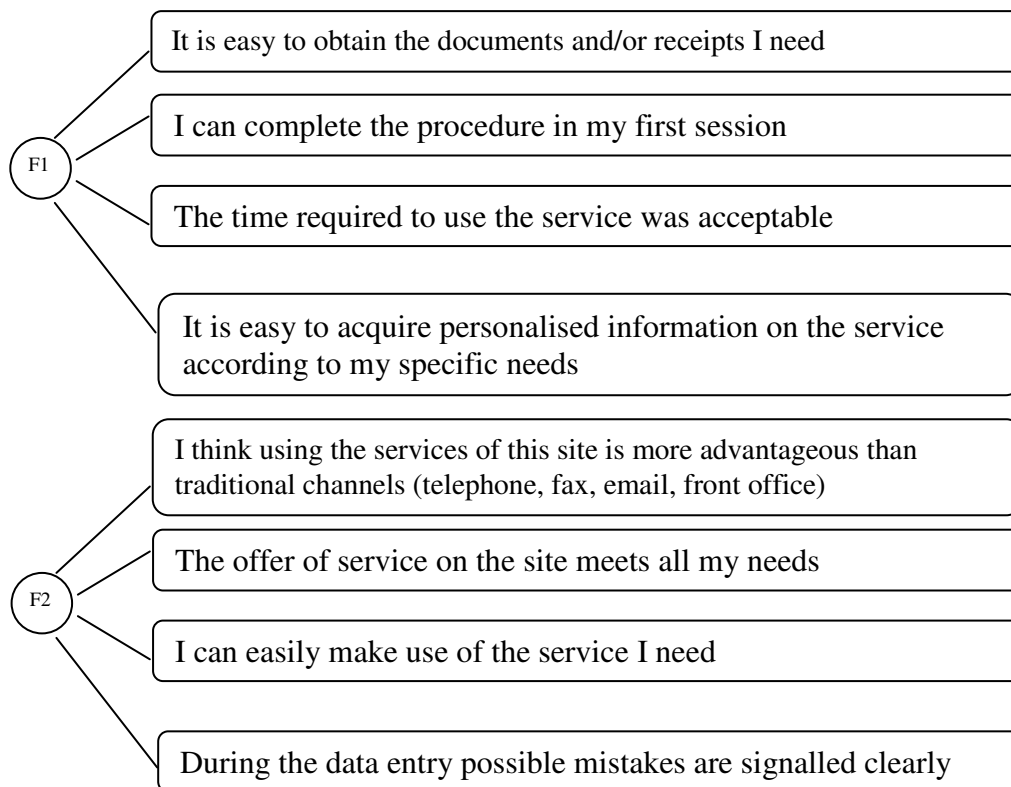 It is easy to obtain the documents and/or receipts I need
I can complete the procedure in my first session
F1
The time required to use the service was acceptable
It is easy to acquire personalised information on the service
according to my specific needs
I think using the services of this site is more advantageous than
traditional channels (telephone, fax, email, front office)
The offer of service on the site meets all my needs
F2
I can easily make use of the service I need
During the data entry possible mistakes are signalled clearly